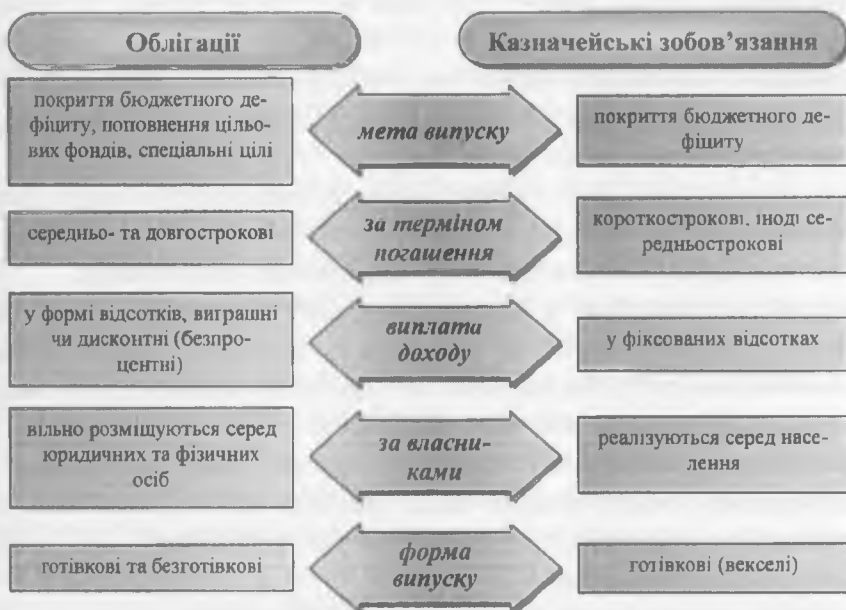 Облігації
Казначейські зобов'язання
покриття бюджетного де-
фіциту, поповнення цільо-
вих фондів, спеціальні цілі
мета випуску
покриття бюджетного де-
фіциту
середньо- та довгострокові
за терміном
погашення
короткострокові, іноді се-
редньострокові
у формі відсотків, виграшні
чи дисконтні (безпро-
центні)
виплата
доходу
у фіксованих відсотках
вільно розміщуються серед
юридичних та фізичних
осіб
за власни-
ками
реалізуються серед насе-
лення
готівкові та безготівкові
форма
випуску
готівкові (векселі)